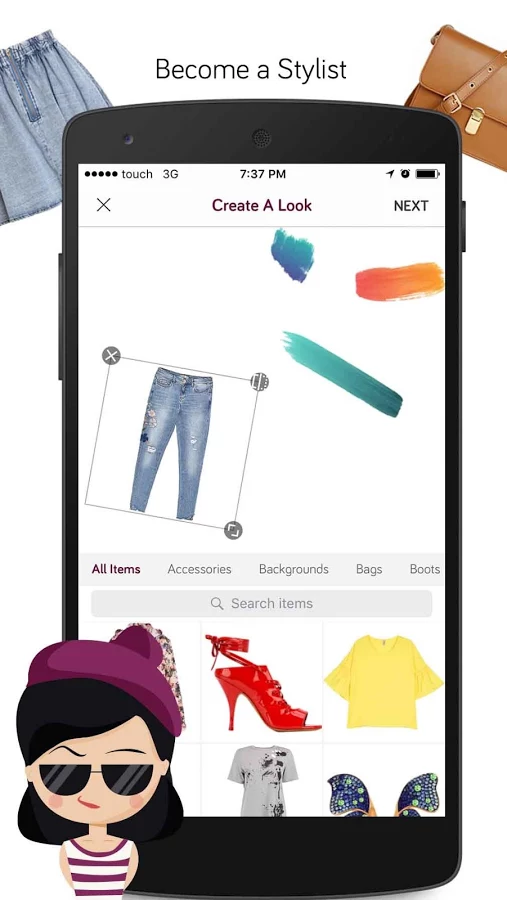 Become a Stylist
touch 3G 7:37 PM
Create A Look NEXT
All Items Accessories Backgrounds Bags Boots
Search items